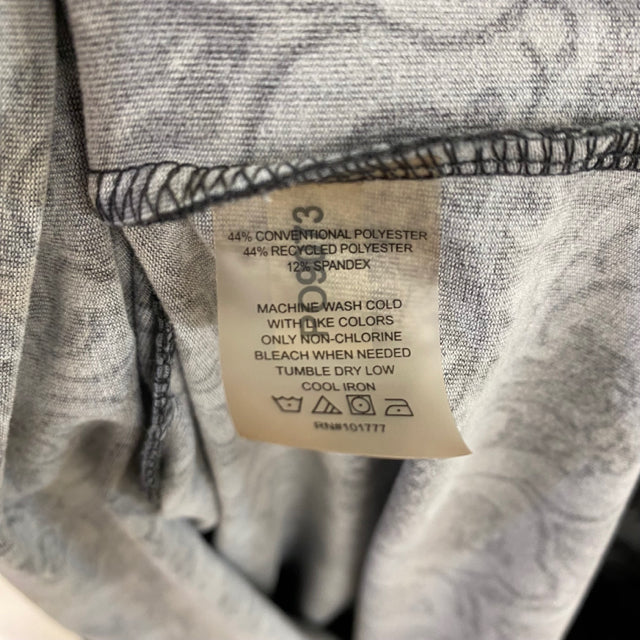 44% CONVENTIONAL POLYESTER
44% RECYCLED POLYESTER
12% SPANDEX
MACHINE WASH COLD
WITH LIKE COLORS
ONLY NON-CHLORINE
BLEACH WHEN NEEDED
TUMBLE DRY LOW
COOL IRON
RN#101777